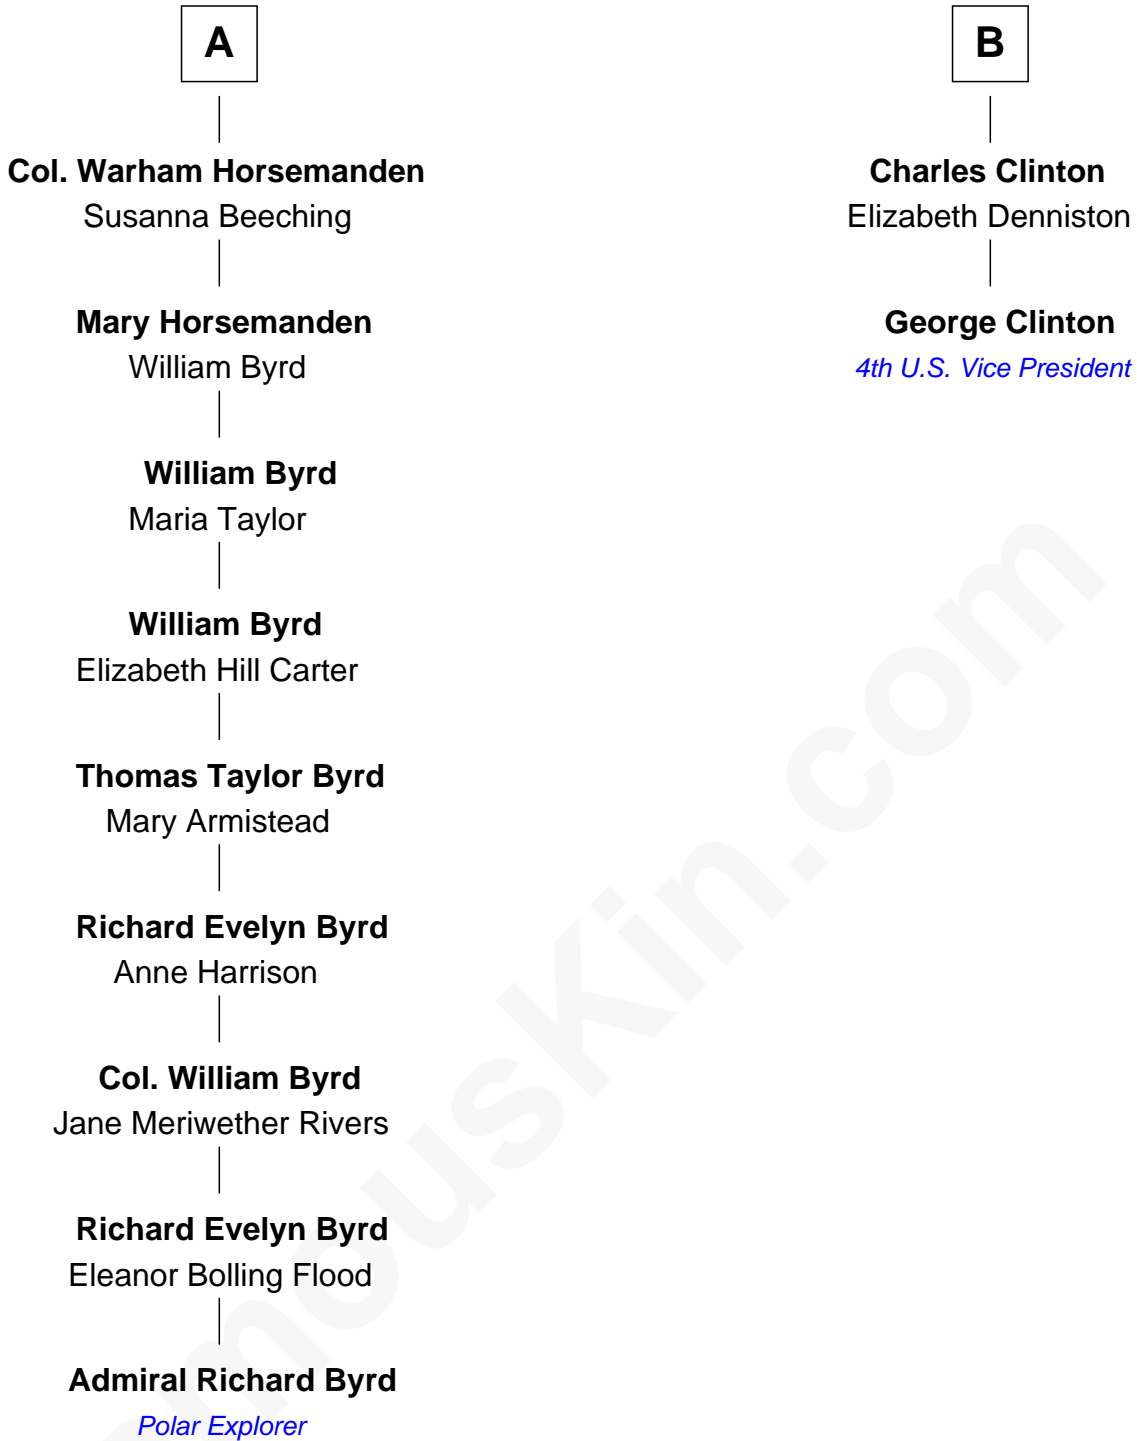 A
Col. Warham Horsemanden
Susanna Beeching
Mary Horsemanden
William Byrd
William Byrd
Maria Taylor
William Byrd
Elizabeth Hill Carter
Thomas Taylor Byrd
Mary Armistead
Richard Evelyn Byrd
Anne Harrison
Col. William Byrd
Jane Meriwether Rivers
Richard Evelyn Byrd
Eleanor Bolling Flood
Admiral Richard Byrd
Polar Explorer
B
Charles Clinton
Elizabeth Denniston
George Clinton
4th U.S. Vice President
omouskin.com